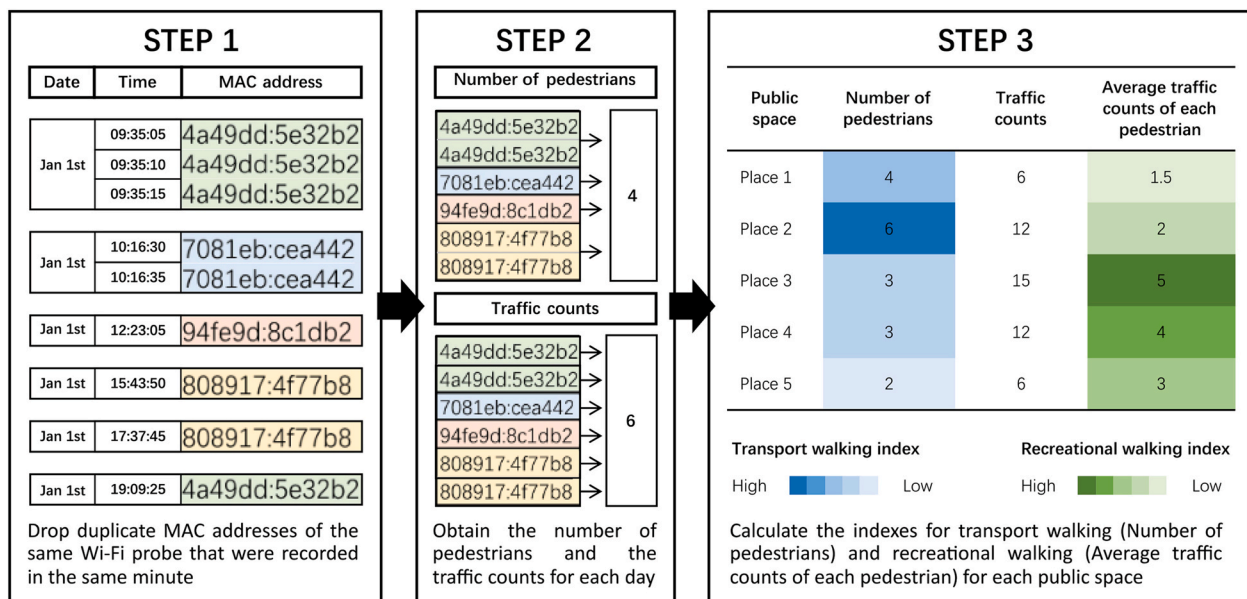 STEP 1
Date Time MAC address
Jan 1st
09:35:05 4a49dd:5e32b2
09:35:10 4a49dd:5e32b2
09:35:15 4a49dd:5e32b2
Jan 1st
10:16:30 7081eb:cea442
10:16:35 7081eb:cea442
Jan 1st 12:23:05 94fe9d:8c1db2
Jan 1st 15:43:50 808917:4f77b8
Jan 1st 17:37:45 808917:4f77b8
Jan 1st 19:09:25 4a49dd:5e32b2
Drop duplicate MAC addresses of the
same Wi-Fi probe that were recorded
in the same minute
STEP 2
Number of pedestrians
4a49dd:5e32b2
4a49dd:5e32b2
7081eb:cea442
94fe9d:8c1db2
808917:4f77b8
808917:4f77b8
4
Traffic counts
4a49dd:5e32b2
4a49dd:5e32b2
7081eb:cea442
94fe9d:8c1db2
808917:4f77b8
808917:4f77b8
6
Obtain the number of
pedestrians and the
traffic counts for each day
STEP 3
Public
space
Number of
pedestrians
Traffic
counts
Average traffic
counts of each
pedestrian
Place 1 4 6 1.5
Place 2 6 12 2
Place 3 3 15 5
Place 4 3 12 4
Place 5 2 6 3
Transport walking index
High Low
Recreational walking index
High Low
Calculate the indexes for transport walking (Number of
pedestrians) and recreational walking (Average traffic
counts of each pedestrian) for each public space